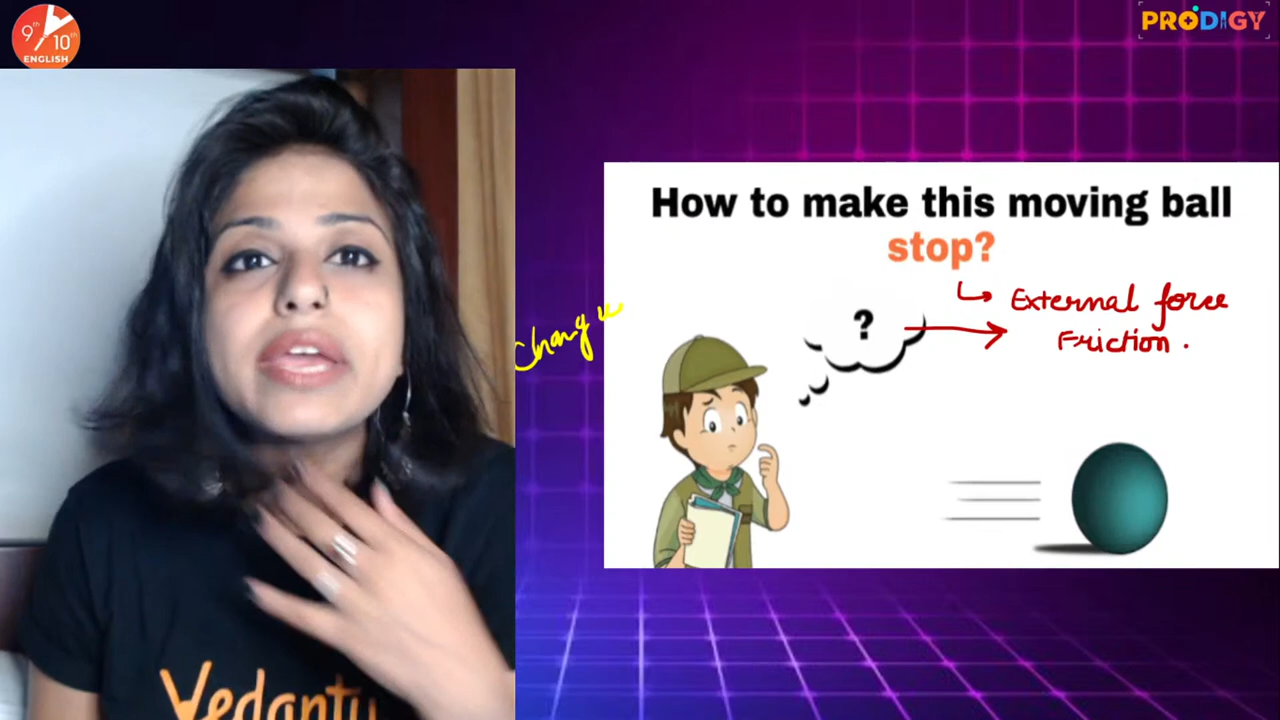 9th
10th
ENGLISH
PRODIGY
How to make this moving ball
stop?
External force
?
Friction.
Vedantu